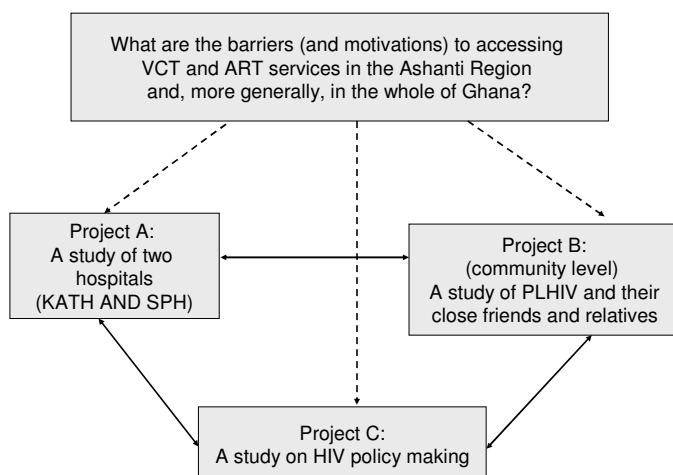 What are the barriers (and motivations) to accessing
VCT and ART services in the Ashanti Region
and, more generally, in the whole of Ghana?
Project A:
A study of two
hospitals
(KATH AND SPH)
Project B:
(community level)
A study of PLHIV and their
close friends and relatives
Project C:
A study on HIV policy making